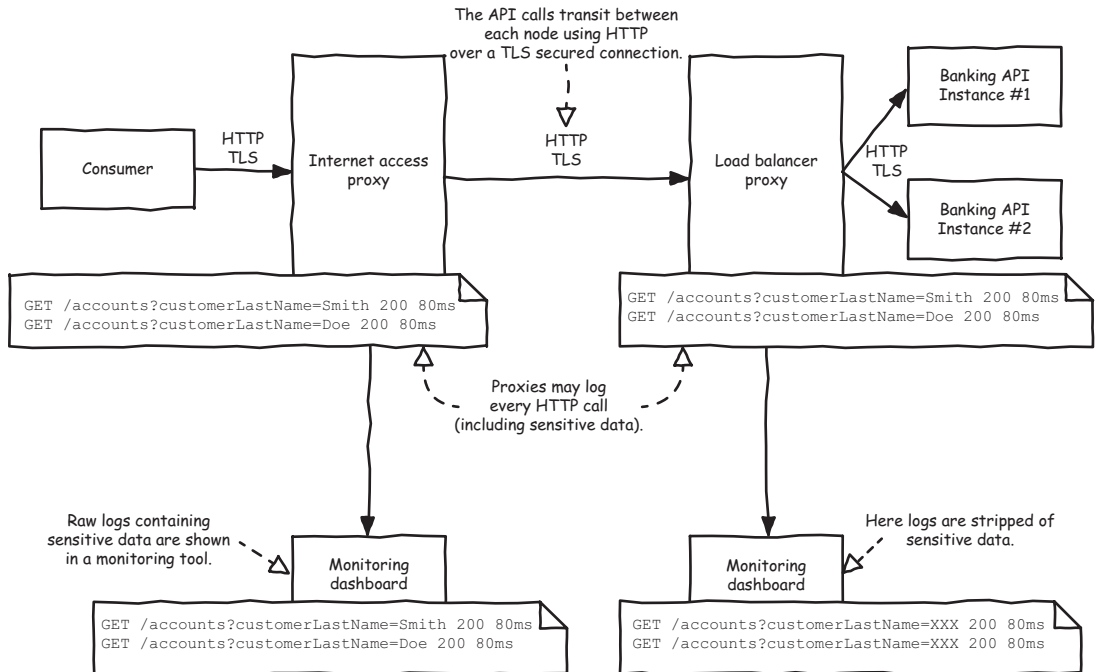 The API calls transit between
each node using HTTP
over a TLS secured connection.
Banking API
Instance #1
HTTP
TLS
HTTP
TLS
Consumer
Internet access
proxy
Load balancer
proxy
HTTP
TLS
Banking API
Instance #2
GET /accounts?customerLastName=Smith 200 80ms
GET /accounts?customerLastName=Doe 200 80ms
GET /accounts?customerLastName=Smith 200 80ms
GET /accounts?customerLastName=Doe 200 80ms
Proxies may log
every HTTP call
(including sensitive data).
Raw logs containing
sensitive data are shown
in a monitoring tool.
Here logs are stripped of
sensitive data.
Monitoring
dashboard
Monitoring
dashboard
GET /accounts?customerLastName=Smith 200 80ms
GET /accounts?customerLastName=Doe 200 80ms
GET /accounts?customerLastName=XXX 200 80ms
GET /accounts?customerLastName=XXX 200 80ms